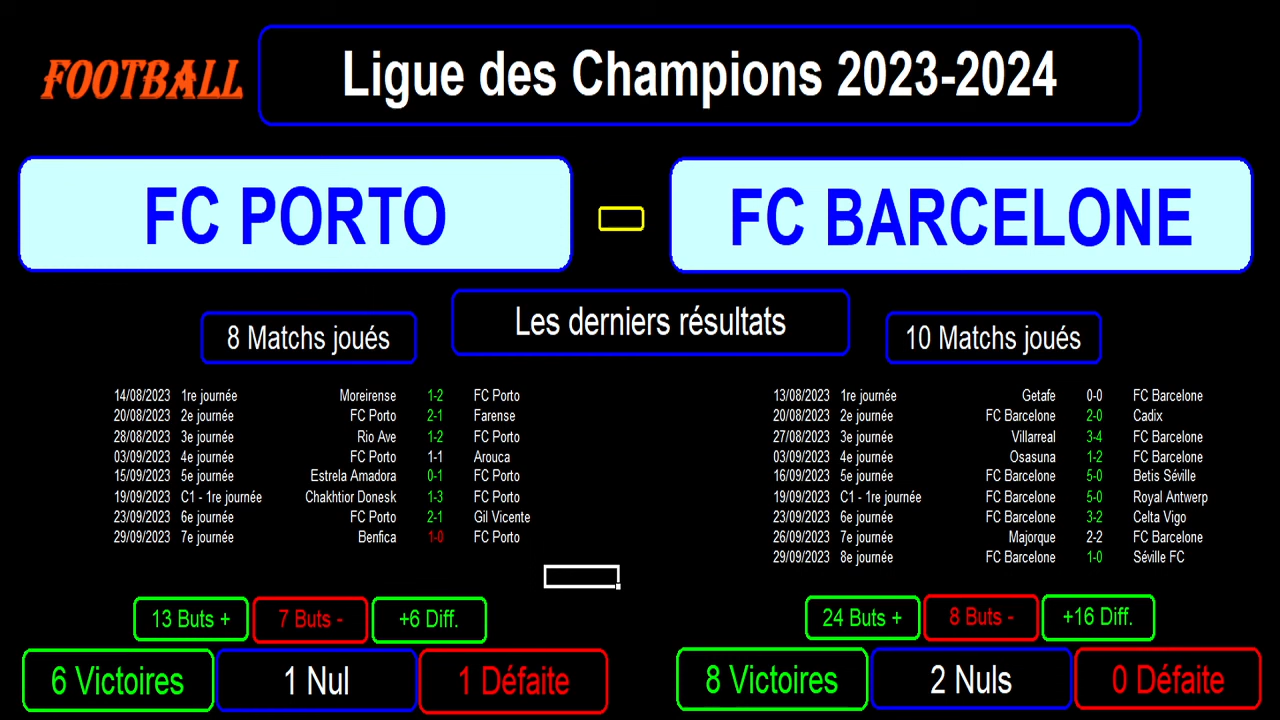 FOOTBALL
Ligue des Champions 2023-2024
FC PORTO - FC BARCELONE
Les derniers résultats
8 Matchs joués
10 Matchs joués
14/08/2023 1re journée Moreirense 1-2 FC Porto
20/08/2023 2e journée FC Porto 2-1 Farense
28/08/2023 3e journée Rio Ave 1-2 FC Porto
03/09/2023 4e journée FC Porto 1-1 Arouca
15/09/2023 5e journée Estrela Amadora 0-1 FC Porto
19/09/2023 C1 - 1re journée Chakhtior Donesk 1-3 FC Porto
23/09/2023 6e journée FC Porto 2-1 Gil Vicente
29/09/2023 7e journée Benfica 1-0 FC Porto
13/08/2023 1re journée Getafe 0-0 FC Barcelone
20/08/2023 2e journée FC Barcelone 2-0 Cadix
27/08/2023 3e journée Villarreal 3-4 FC Barcelone
03/09/2023 4e journée Osasuna 1-2 FC Barcelone
16/09/2023 5e journée FC Barcelone 5-0 Betis Séville
19/09/2023 C1 - 1re journée FC Barcelone 5-0 Royal Antwerp
23/09/2023 6e journée FC Barcelone 3-2 Celta Vigo
26/09/2023 7e journée Majorque 2-2 FC Barcelone
29/09/2023 8e journée FC Barcelone 1-0 Séville FC
13 Buts + 7 Buts - +6 Diff.
6 Victoires 1 Nul 1 Défaite
24 Buts + 8 Buts - +16 Diff.
8 Victoires 2 Nuls 0 Défaite